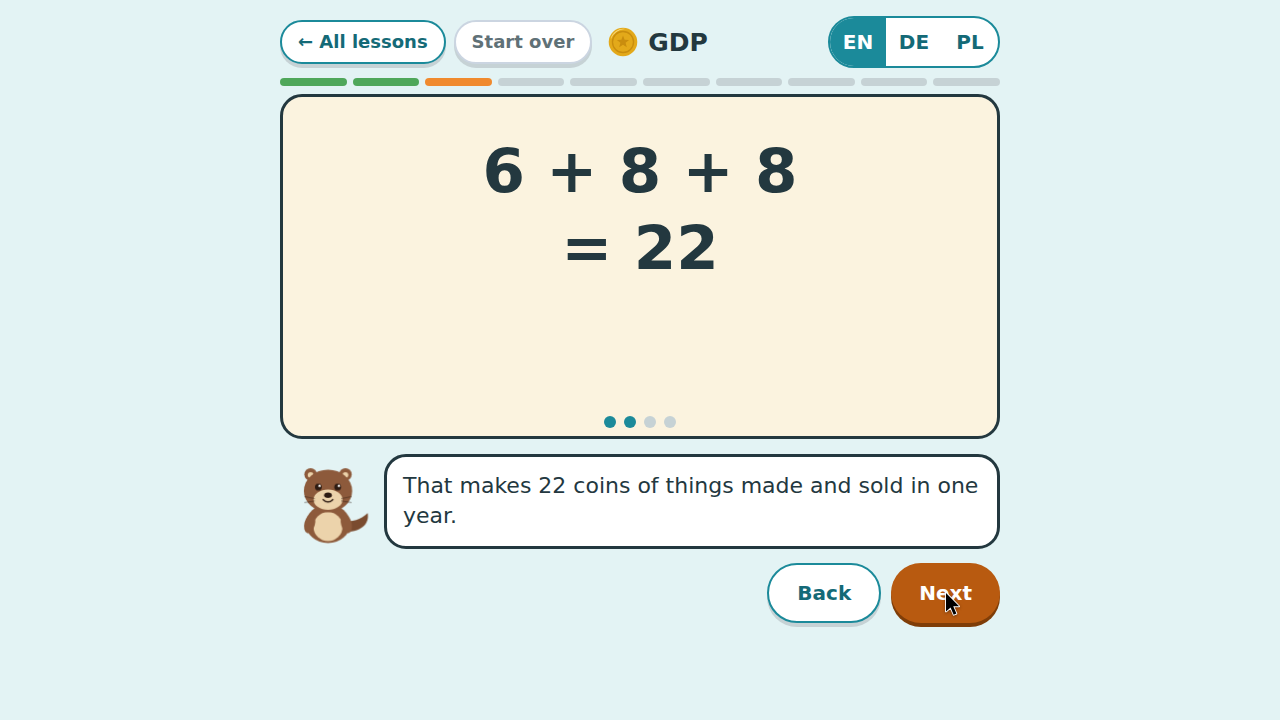 ← All lessons
Start over
GDP
EN DE PL
6 + 8 + 8
= 22
That makes 22 coins of things made and sold in one
year.
Back
Next